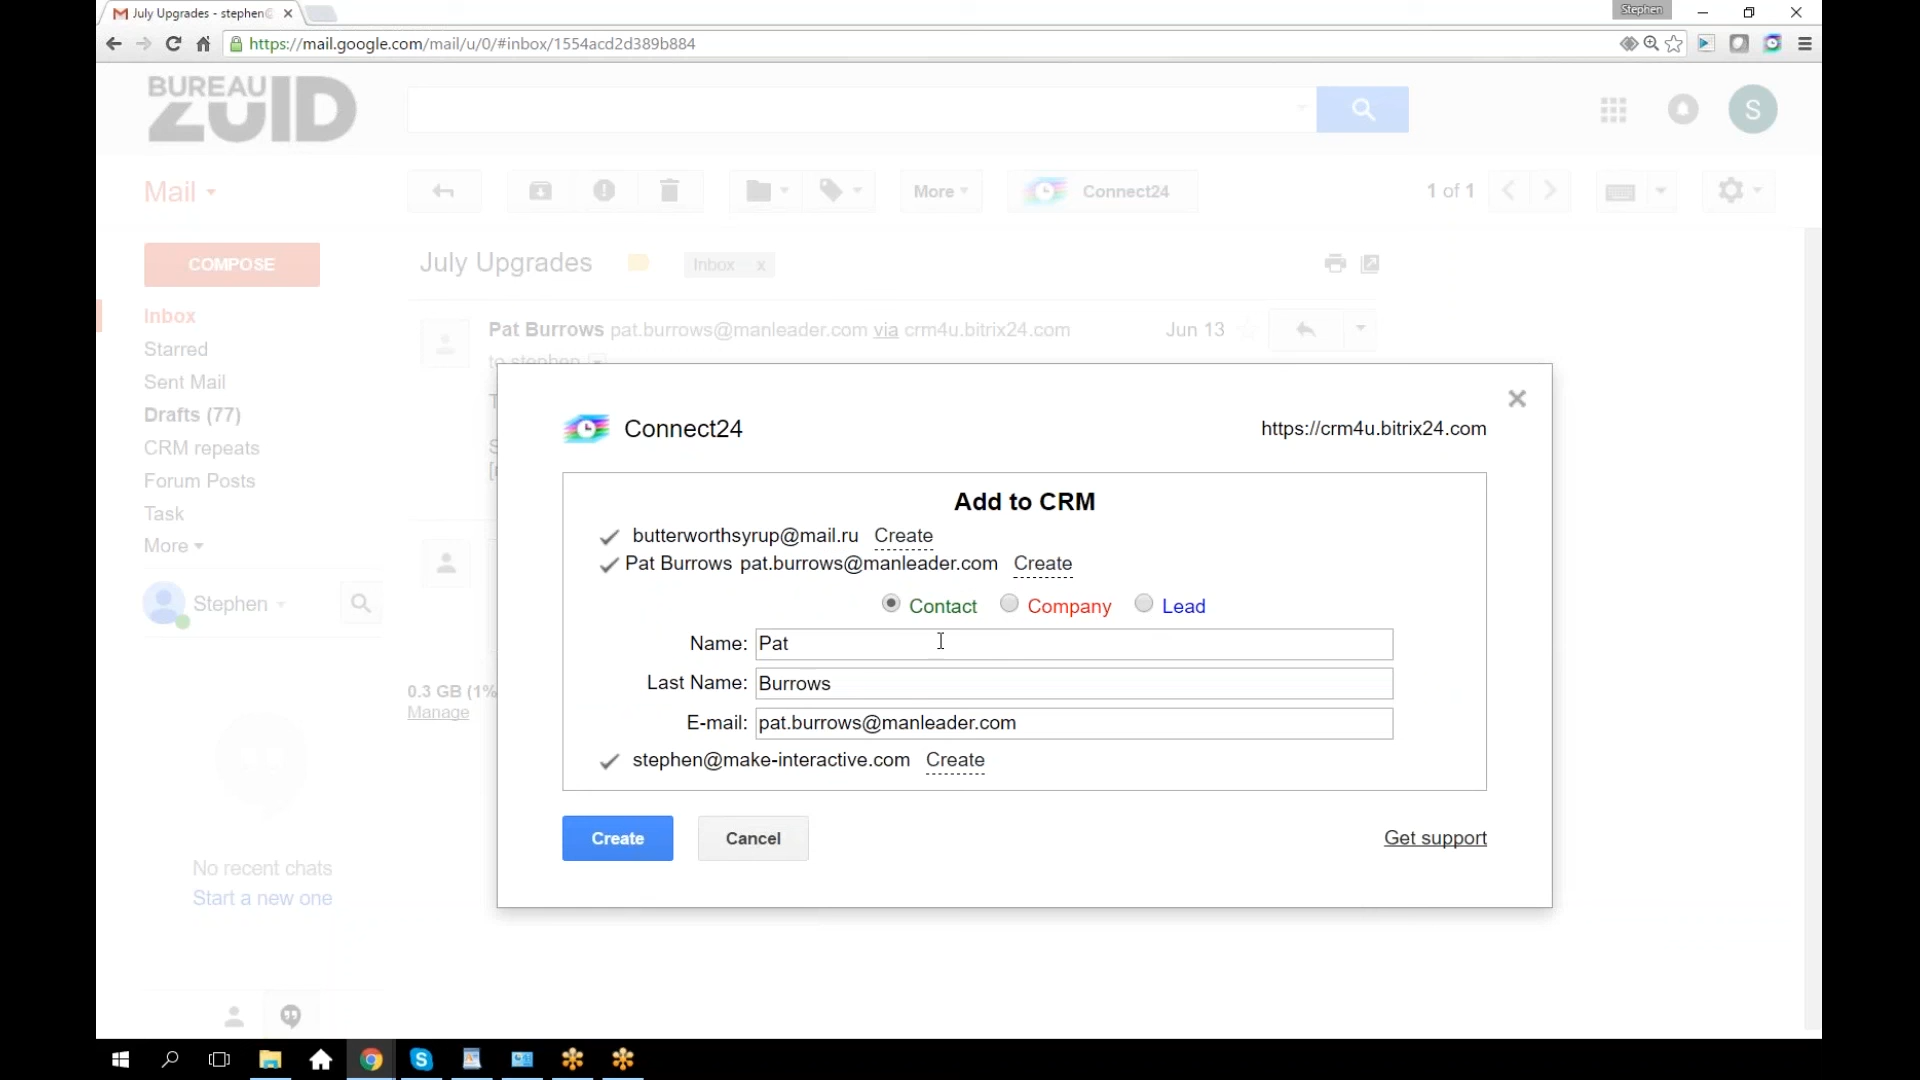 July Upgrades - stephen@
Stephen
https://mail.google.com/mail/u/0/#inbox/1554acd2d389b884
BUREAU
ZUID
S
Mail
More
Connect24
1 of 1
COMPOSE
July Upgrades
Inbox x
Inbox
Starred
Sent Mail
Drafts (77)
CRM repeats
Forum Posts
Task
More
Stephen
Pat Burrows pat.burrows@manleader.com via crm4u.bitrix24.com
Jun 13
to stephen
T
S
[
Connect24
https://crm4u.bitrix24.com
Add to CRM
butterworthsyrup@mail.ru Create
Pat Burrows pat.burrows@manleader.com Create
Contact Company Lead
Name: Pat
Last Name: Burrows
E-mail: pat.burrows@manleader.com
stephen@make-interactive.com Create
Create
Cancel
Get support
0.3 GB (1%
Manage
No recent chats
Start a new one